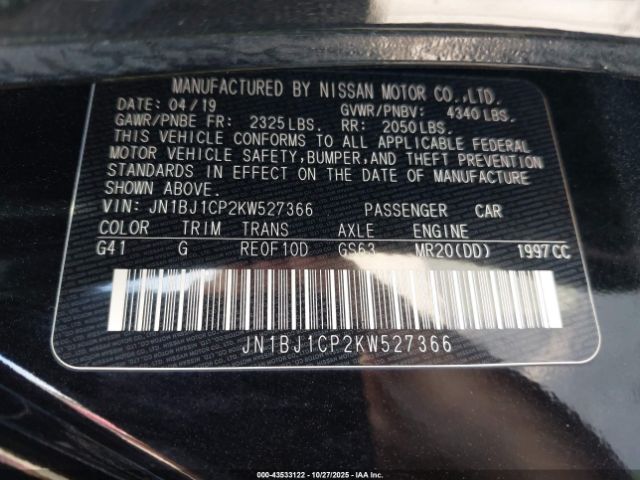 MANUFACTURED BY NISSAN MOTOR CO.,LTD.
DATE: 04/19 GVWR/PNBV: 4340 LBS.
GAWR/PNBE FR: 2325 LBS. RR: 2050 LBS.
THIS VEHICLE CONFORMS TO ALL APPLICABLE FEDERAL
MOTOR VEHICLE SAFETY, BUMPER, AND THEFT PREVENTION
STANDARDS IN EFFECT ON THE DATE OF MANUFACTURE
SHOWN ABOVE.
VIN: JN1BJ1CP2KW527366 PASSENGER CAR
COLOR TRIM TRANS AXLE ENGINE
G41 G RE0F10D GS63 MR20(DD) 1997CC
JN1BJ1CP2KW527366
000-43533122 - 10/27/2025 - IAAI.COM